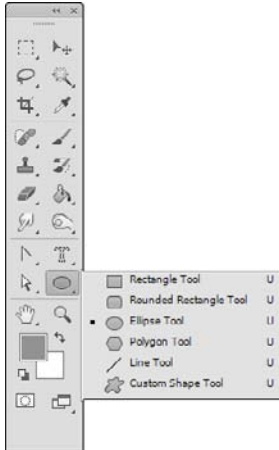 Rectangle Tool U
Rounded Rectangle Tool U
Ellipse Tool U
Polygon Tool U
Line Tool U
Custom Shape Tool U